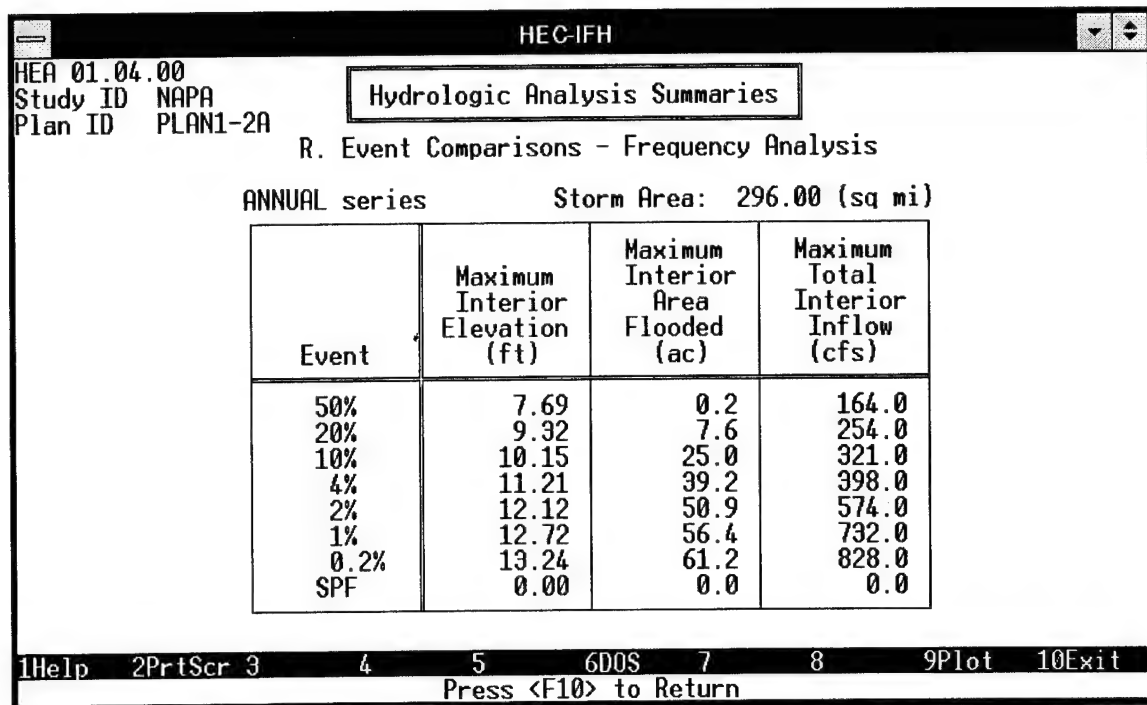 HEC-IFH
HEA 01.04.00
Study ID NAPA
Plan ID PLAN1-2A
Hydrologic Analysis Summaries
R. Event Comparisons - Frequency Analysis
ANNUAL series Storm Area: 296.00 (sq mi)
Event Maximum Interior Elevation (ft) Maximum Interior Area Flooded (ac) Maximum Total Interior Inflow (cfs)
50% 7.69 0.2 164.0
20% 9.32 7.6 254.0
10% 10.15 25.0 321.0
4% 11.21 39.2 398.0
2% 12.12 50.9 574.0
1% 12.72 56.4 732.0
0.2% 13.24 61.2 828.0
SPF 0.00 0.0 0.0
1Help 2PrtScr 3 4 5 6DOS 7 8 9Plot 10Exit
Press <F10> to Return